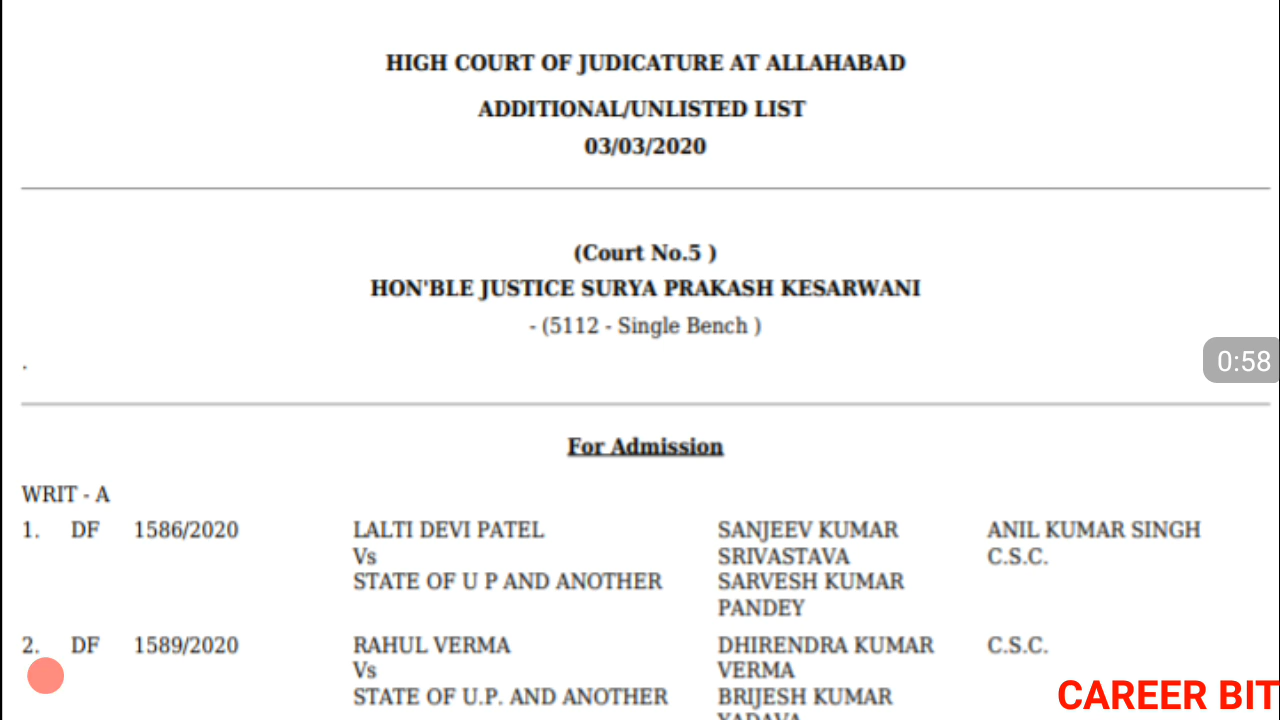 HIGH COURT OF JUDICATURE AT ALLAHABAD
ADDITIONAL/UNLISTED LIST
03/03/2020
(Court No.5 )
HON'BLE JUSTICE SURYA PRAKASH KESARWANI
- (5112 - Single Bench )
0:58
.
For Admission
WRIT - A
1. DF 1586/2020 LALTI DEVI PATEL SANJEEV KUMAR ANIL KUMAR SINGH
Vs SRIVASTAVA C.S.C.
STATE OF U P AND ANOTHER SARVESH KUMAR
PANDEY
2. DF 1589/2020 RAHUL VERMA DHIRENDRA KUMAR C.S.C.
Vs VERMA
STATE OF U.P. AND ANOTHER BRIJESH KUMAR
YADAVA
CAREER BIT